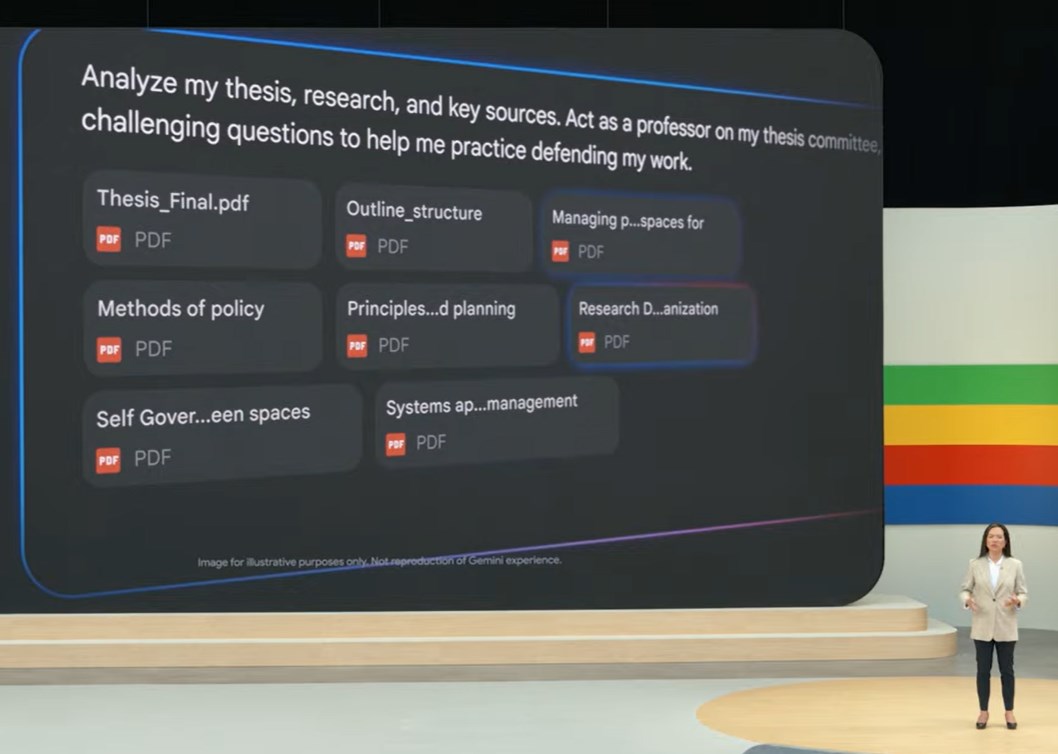 Analyze my thesis, research, and key sources. Act as a professor on my thesis committee,
challenging questions to help me practice defending my work.
Thesis_Final.pdf
PDF PDF
Outline_structure
PDF PDF
Managing p...spaces for
PDF PDF
Methods of policy
PDF PDF
Principles...d planning
PDF PDF
Research D...anization
PDF PDF
Self Gover...een spaces
PDF PDF
Systems ap...management
PDF PDF
Image for illustrative purposes only. Not reproduction of Gemini experience.